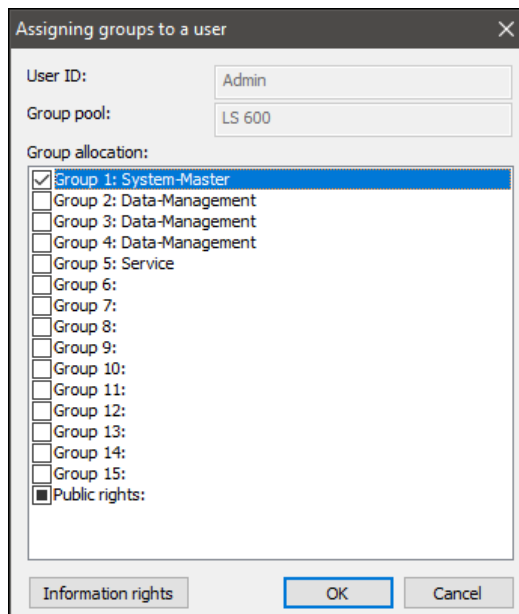 Assigning groups to a user
User ID: Admin
Group pool: LS 600
Group allocation:
Group 1: System-Master
Group 2: Data-Management
Group 3: Data-Management
Group 4: Data-Management
Group 5: Service
Group 6:
Group 7:
Group 8:
Group 9:
Group 10:
Group 11:
Group 12:
Group 13:
Group 14:
Group 15:
Public rights:
Information rights OK Cancel